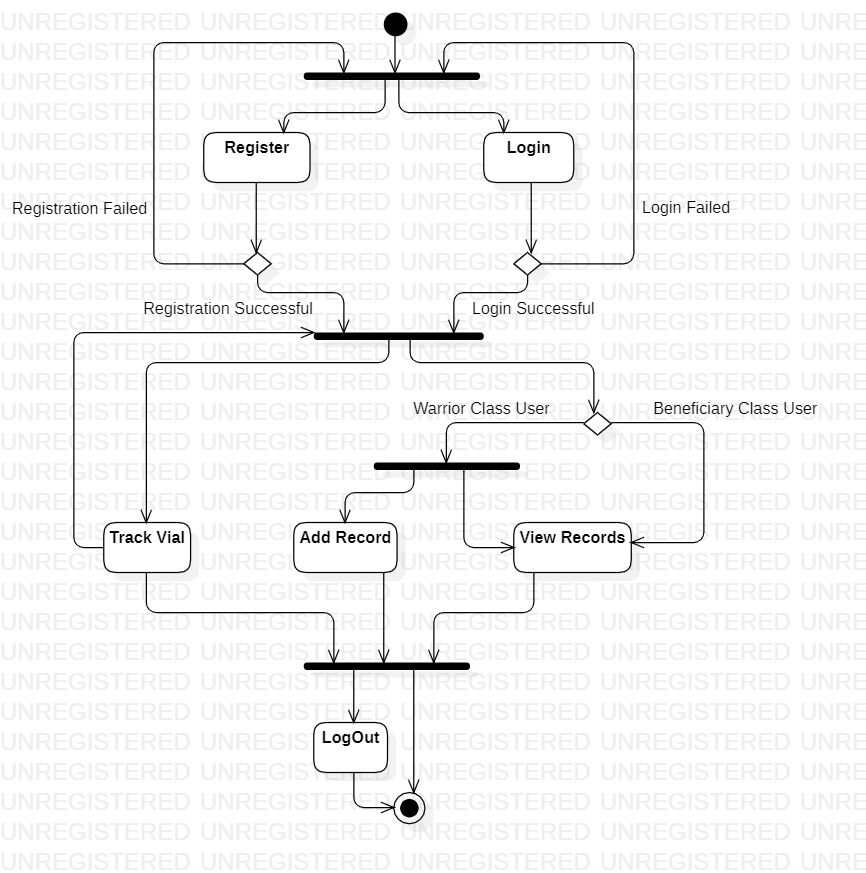 Register
Login
Registration Failed
Login Failed
Registration Successful
Login Successful
Warrior Class User
Beneficiary Class User
Track Vial
Add Record
View Records
LogOut
UNREGISTERED UNREGISTERED UNREGISTERED UNREGISTERED UNRE